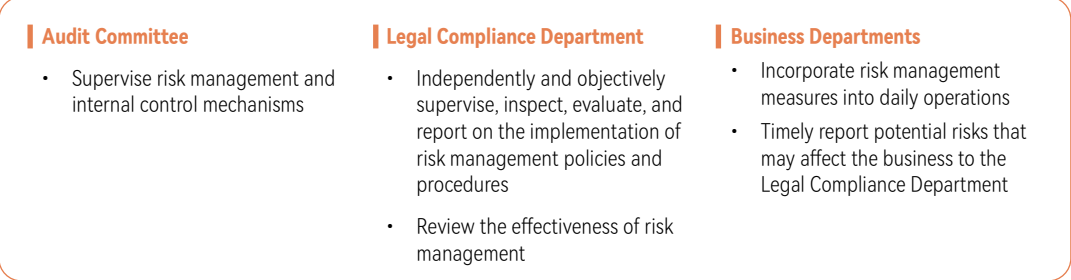 Audit Committee
• Supervise risk management and
internal control mechanisms
Legal Compliance Department
• Independently and objectively
supervise, inspect, evaluate, and
report on the implementation of
risk management policies and
procedures
• Review the effectiveness of risk
management
Business Departments
• Incorporate risk management
measures into daily operations
• Timely report potential risks that
may affect the business to the
Legal Compliance Department